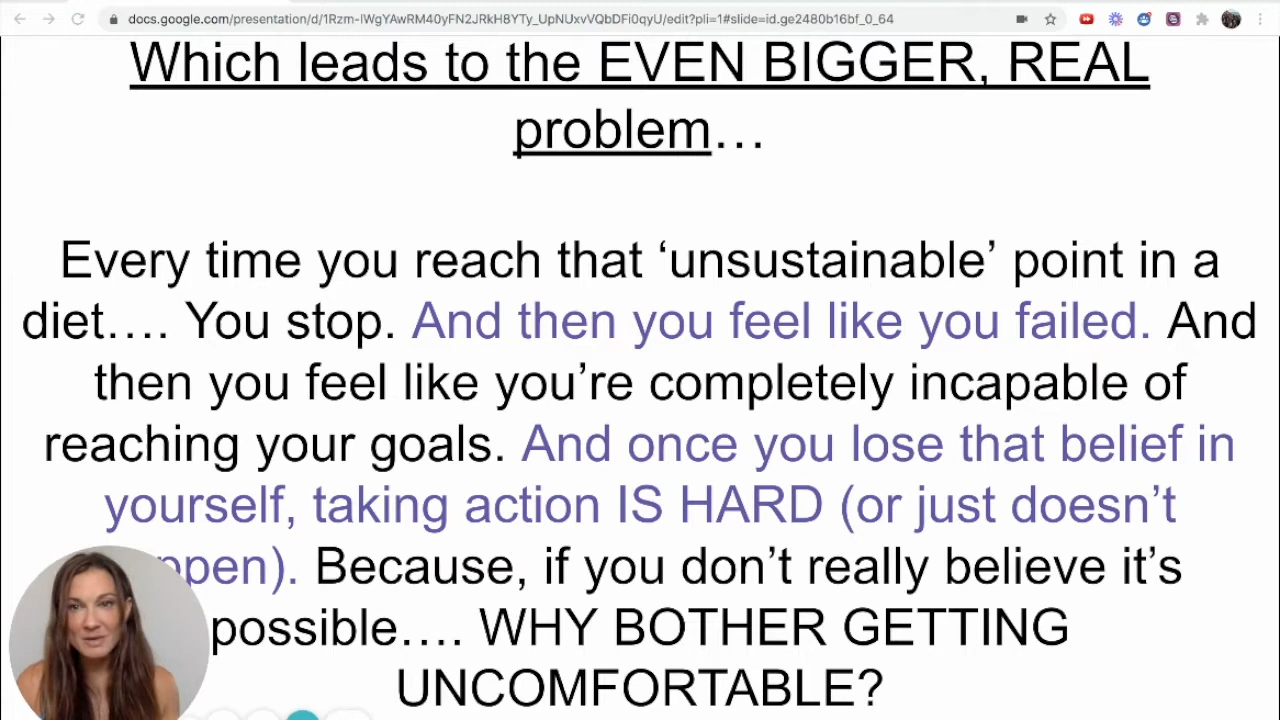 docs.google.com/presentation/d/1Rzm-IWgYAwRM40yFN2JRkH8YTy_UpNUxvVQbDFi0qyU/edit?pli=1#slide=id.ge2480b16bf_0_64
Which leads to the EVEN BIGGER, REAL
problem…
Every time you reach that ‘unsustainable’ point in a
diet…. You stop. And then you feel like you failed. And
then you feel like you’re completely incapable of
reaching your goals. And once you lose that belief in
yourself, taking action IS HARD (or just doesn’t
ppen). Because, if you don’t really believe it’s
possible…. WHY BOTHER GETTING
UNCOMFORTABLE?